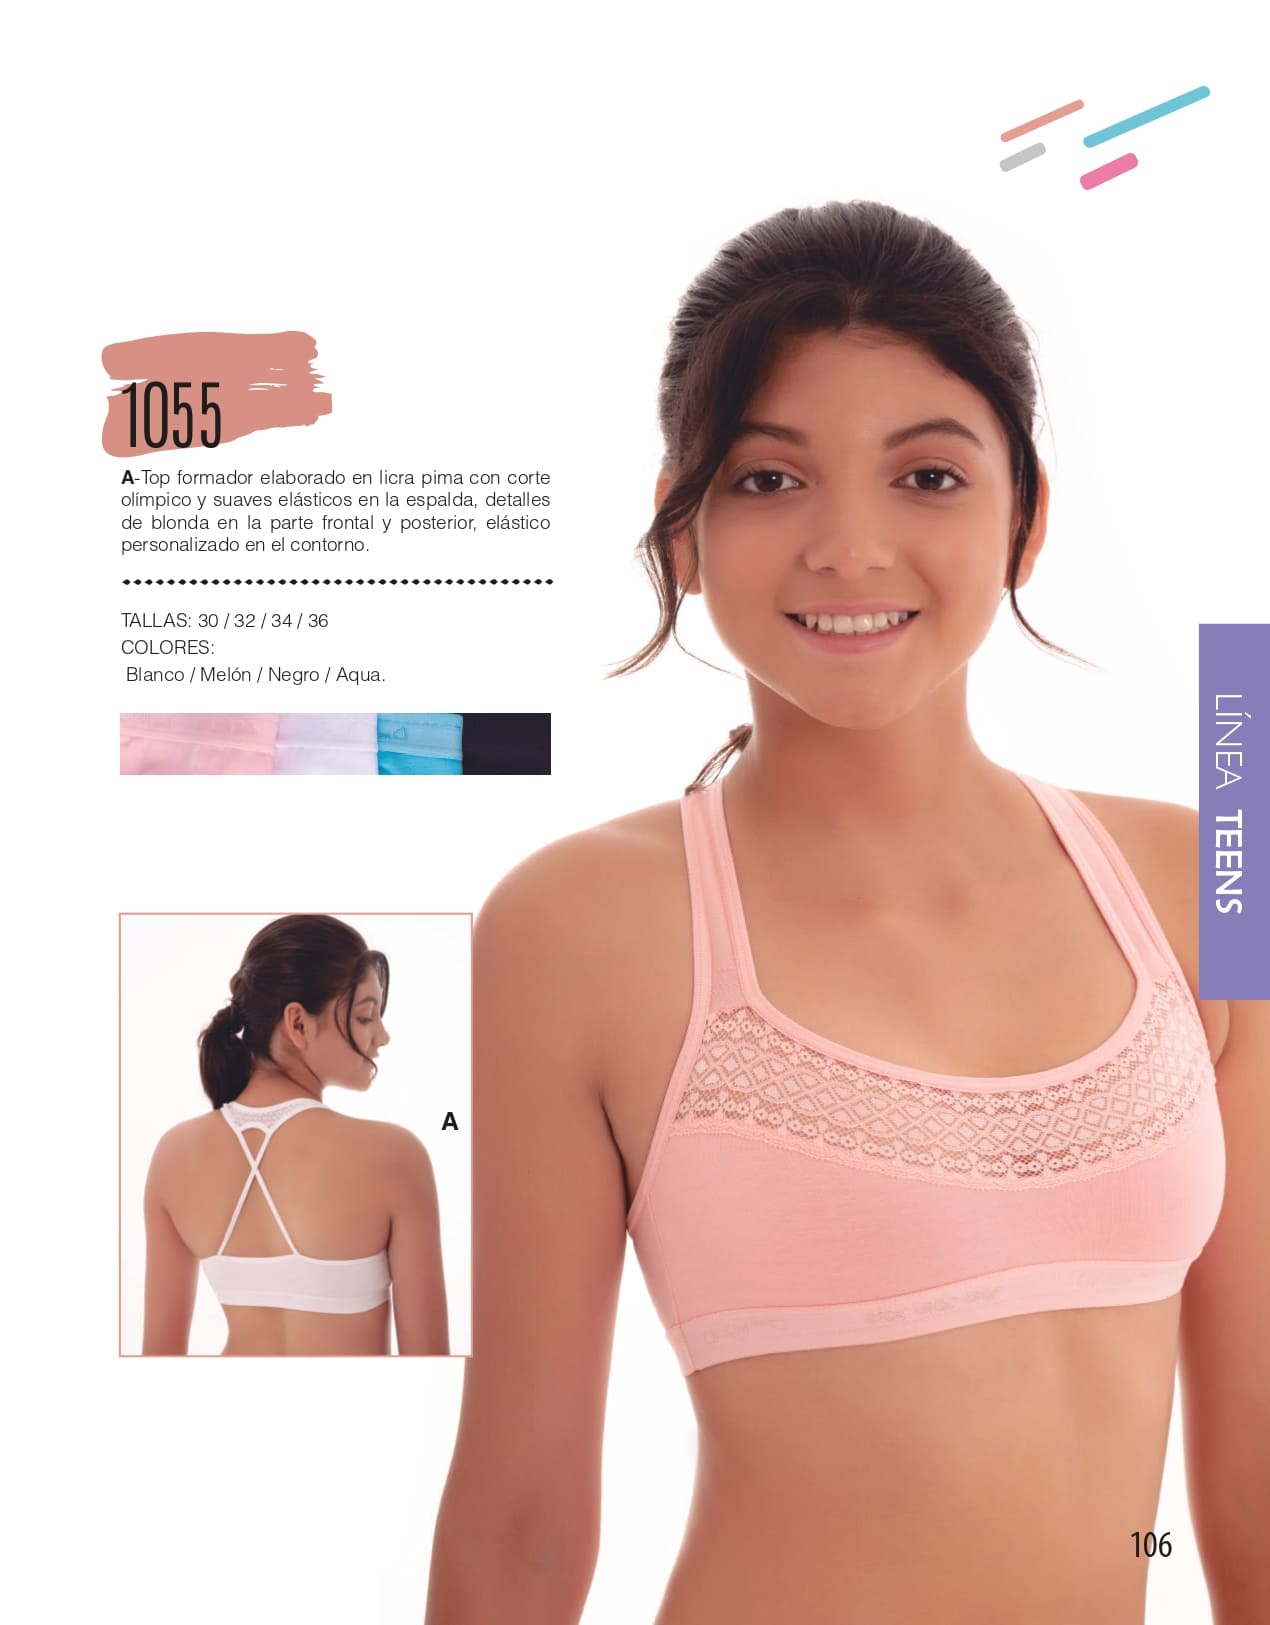 1055
A-Top formador elaborado en licra pima con corte
olímpico y suaves elásticos en la espalda, detalles
de blonda en la parte frontal y posterior, elástico
personalizado en el contorno.
TALLAS: 30 / 32 / 34 / 36
COLORES:
Blanco / Melón / Negro / Aqua.
LÍNEA TEENS
A
106